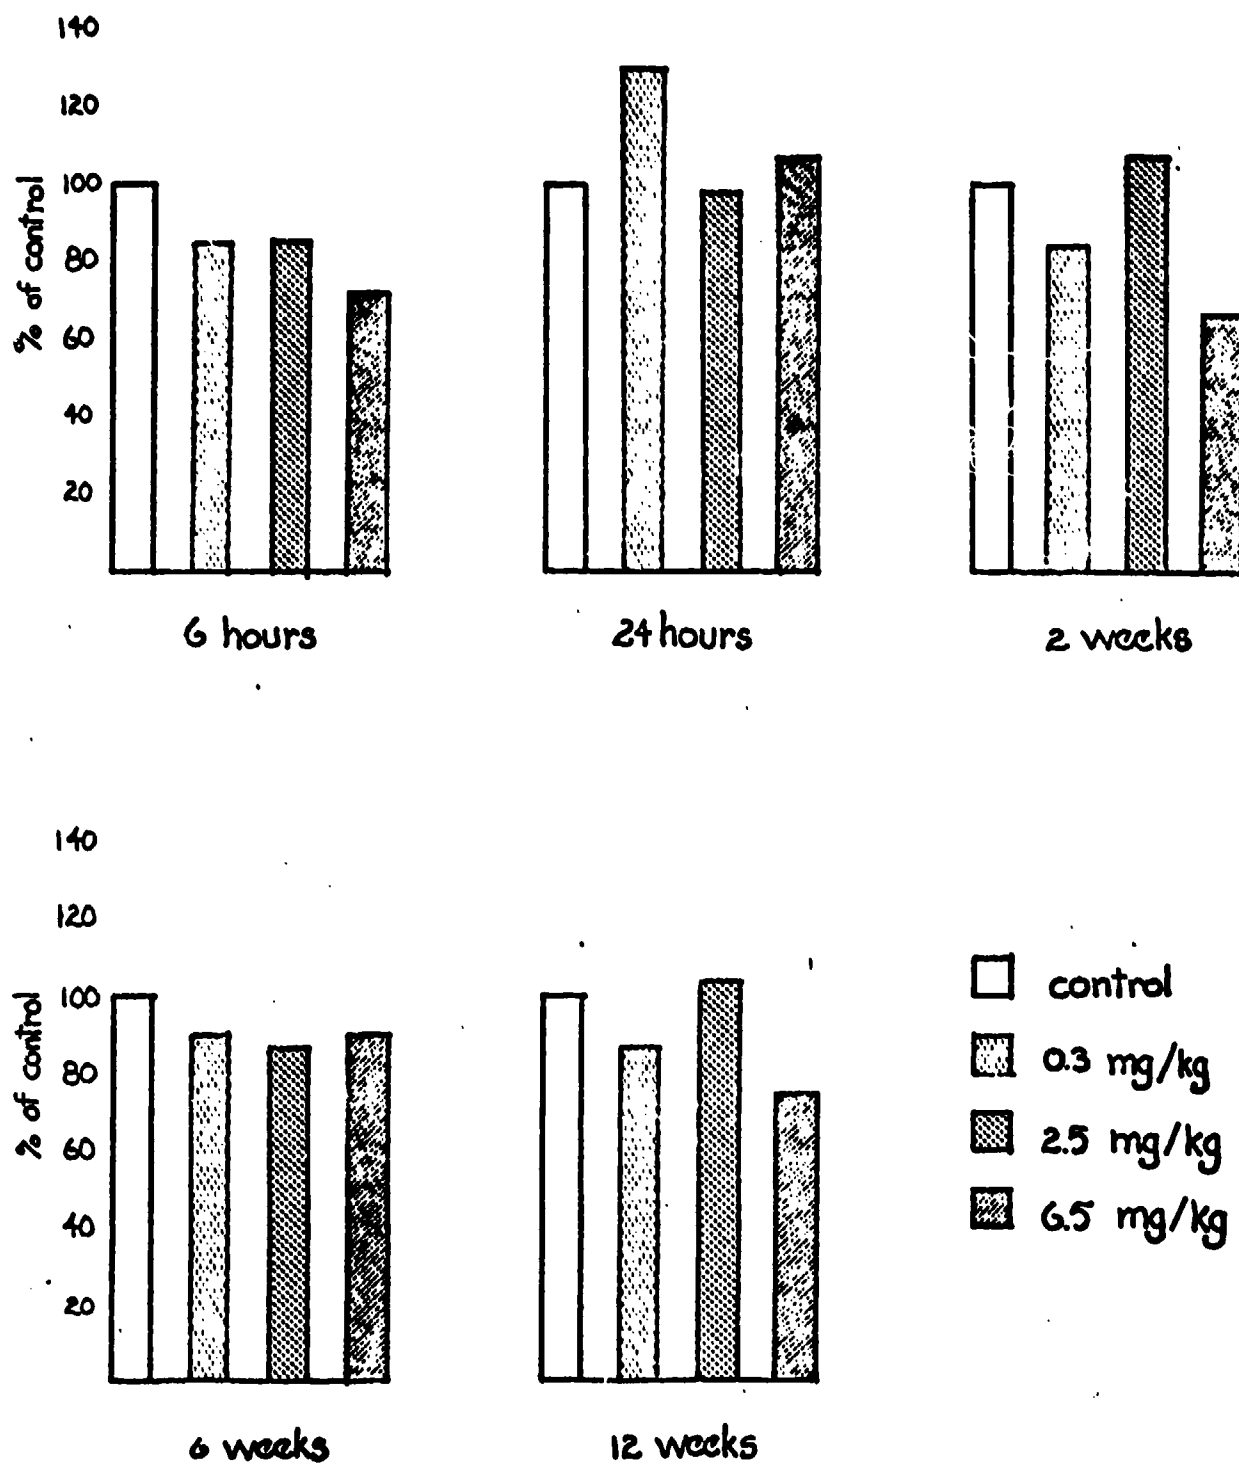 140
120
100
80
60
40
20
% of control
6 hours
24 hours
2 weeks
140
120
100
80
60
40
20
% of control
6 weeks
12 weeks
control
0.3 mg/kg
2.5 mg/kg
6.5 mg/kg